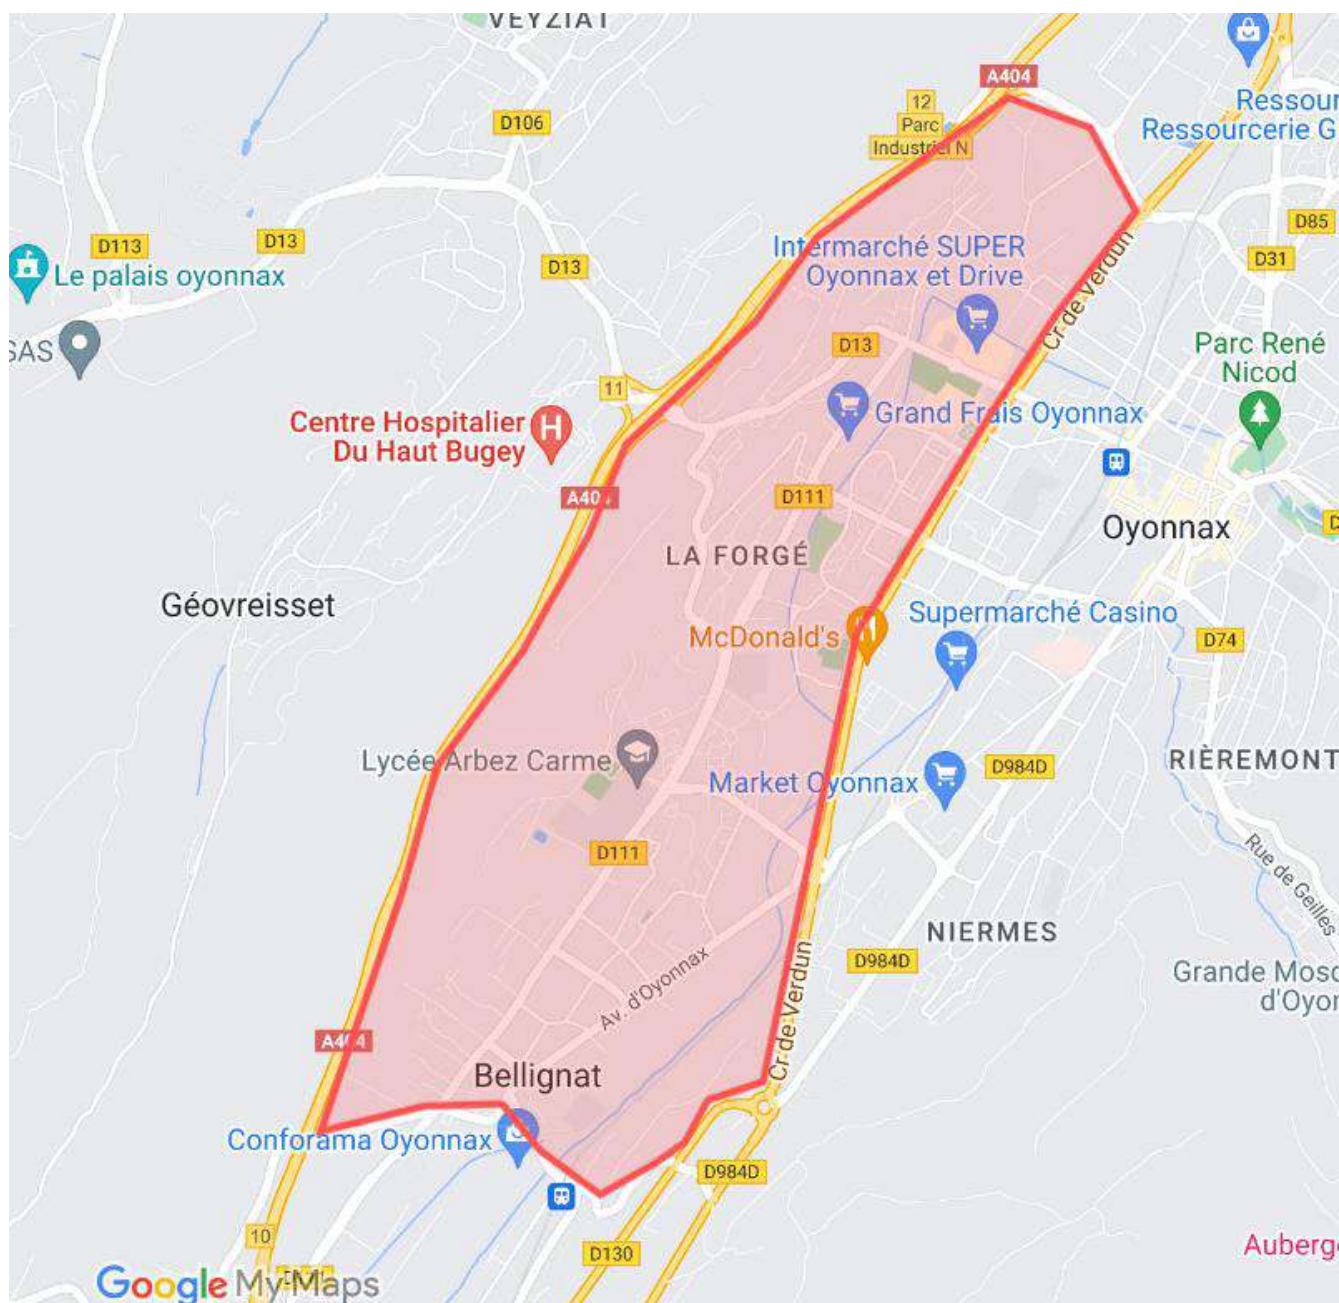 VEYZIAT
A404
12
Parc
Industriel N
Ressour
Ressourcerie G
D106
D85
D113
D13
Le palais oyonnax
D13
Intermarché SUPER
Oyonnax et Drive
Cr de Verdun
D31
SAS
D13
Parc René
Nicod
11
Centre Hospitalier
Du Haut Bugey
Grand Frais Oyonnax
A404
D111
Oyonnax
LA FORGÉ
Géovreisset
McDonald's
Supermarché Casino
D74
Lycée Arbez Carme
Market Oyonnax
D984D
RIÈREMONT
D111
Rue de Geilles
NIERMES
Av. d'Oyonnax
Cr de Verdun
D984D
Grande Mosq
d'Oyon
A404
Bellignat
Conforama Oyonnax
D984D
10
D130
Auberge
Google My Maps